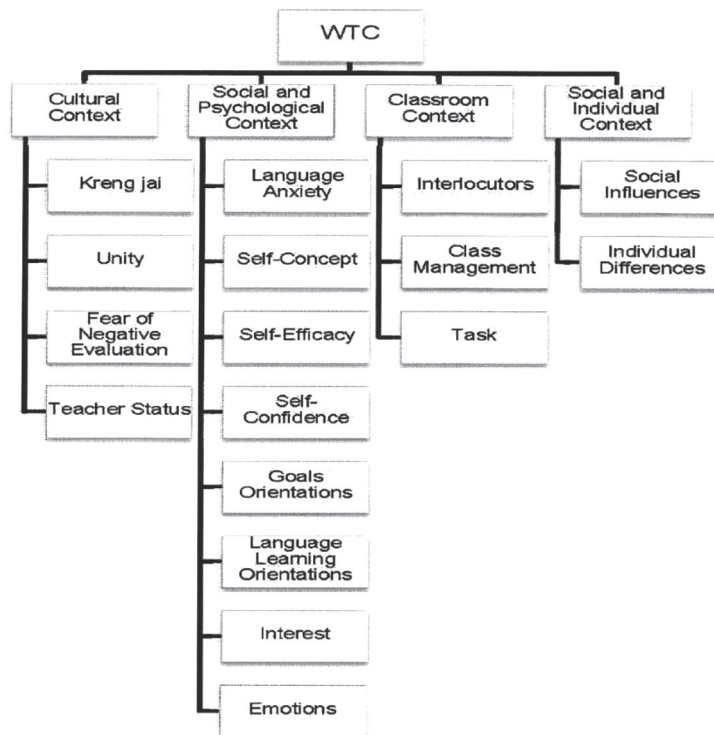 WTC
Cultural
Context
Kreng jai
Unity
Fear of
Negative
Evaluation
Teacher Status
Social and
Psychological
Context
Language
Anxiety
Self-Concept
Self-Efficacy
Self-
Confidence
Goals
Orientations
Language
Learning
Orientations
Interest
Emotions
Classroom
Context
Interlocutors
Class
Management
Task
Social and
Individual
Context
Social
Influences
Individual
Differences